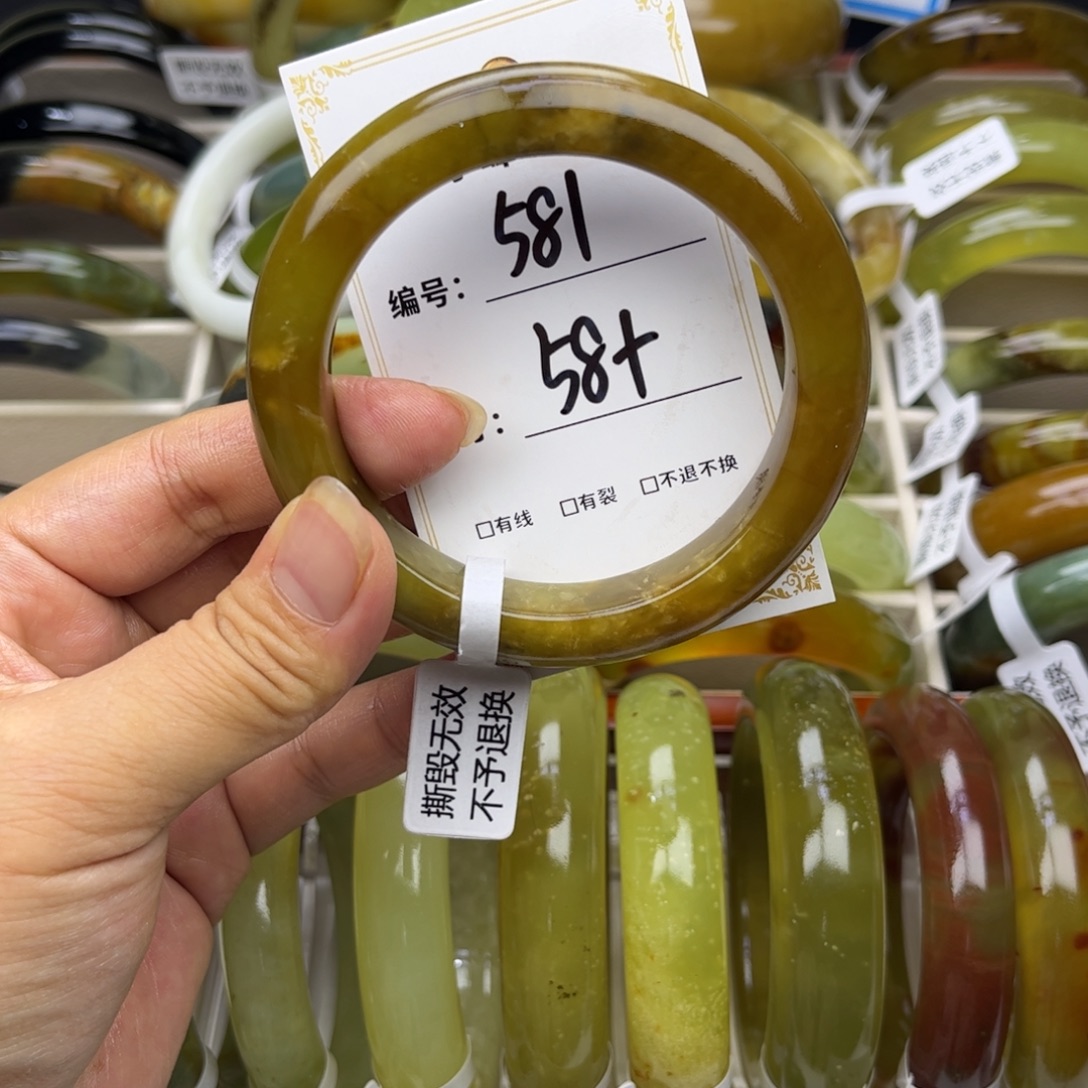 编号： 581
： 58+
□有线 □有裂 □不退不换
撕毁无效
不予退换